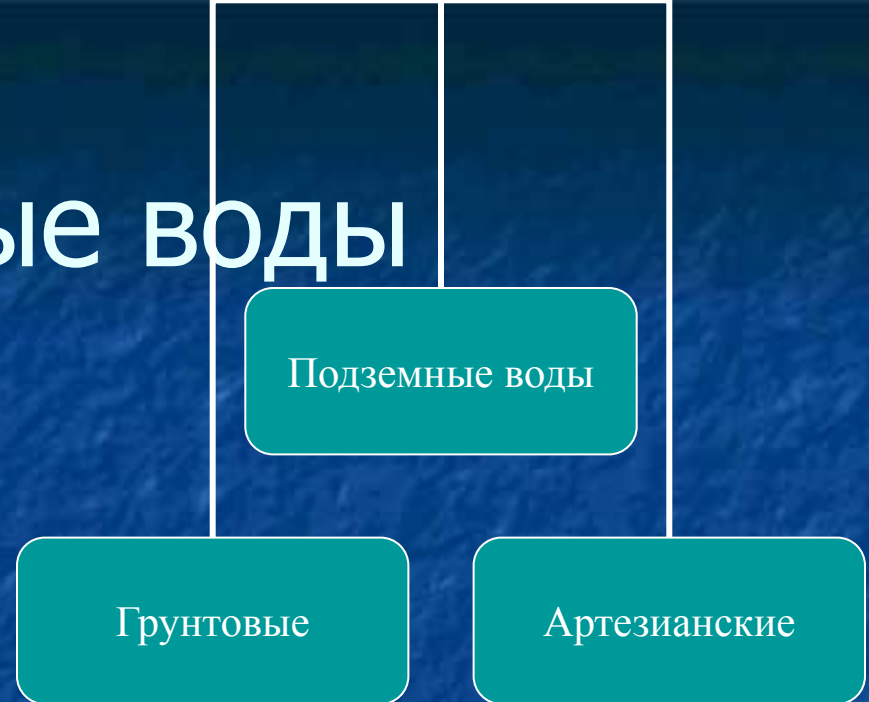 ые воды
Подземные воды
Грунтовые
Артезианские